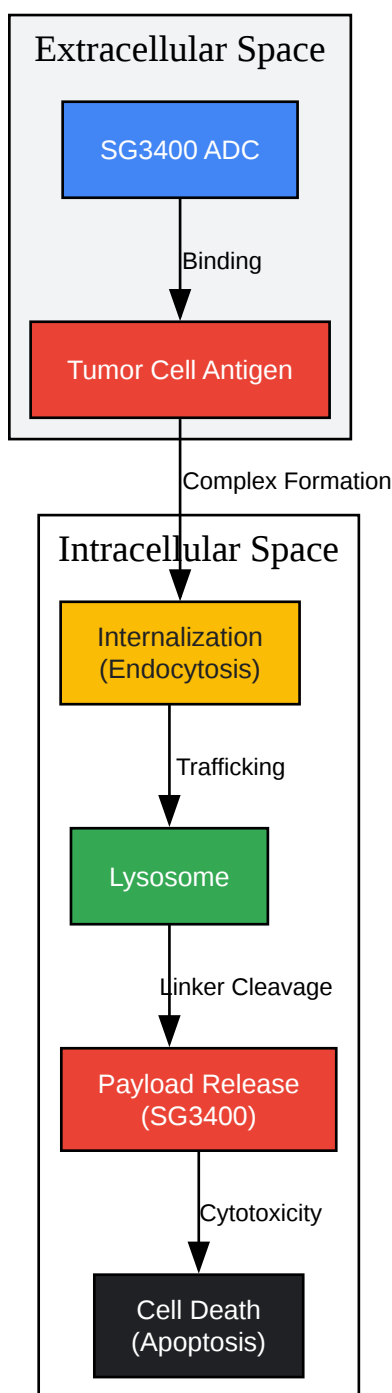 Extracellular Space
SG3400 ADC
Binding
Tumor Cell Antigen
Complex Formation
Intracellular Space
Internalization
(Endocytosis)
Trafficking
Lysosome
Linker Cleavage
Payload Release
(SG3400)
Cytotoxicity
Cell Death
(Apoptosis)